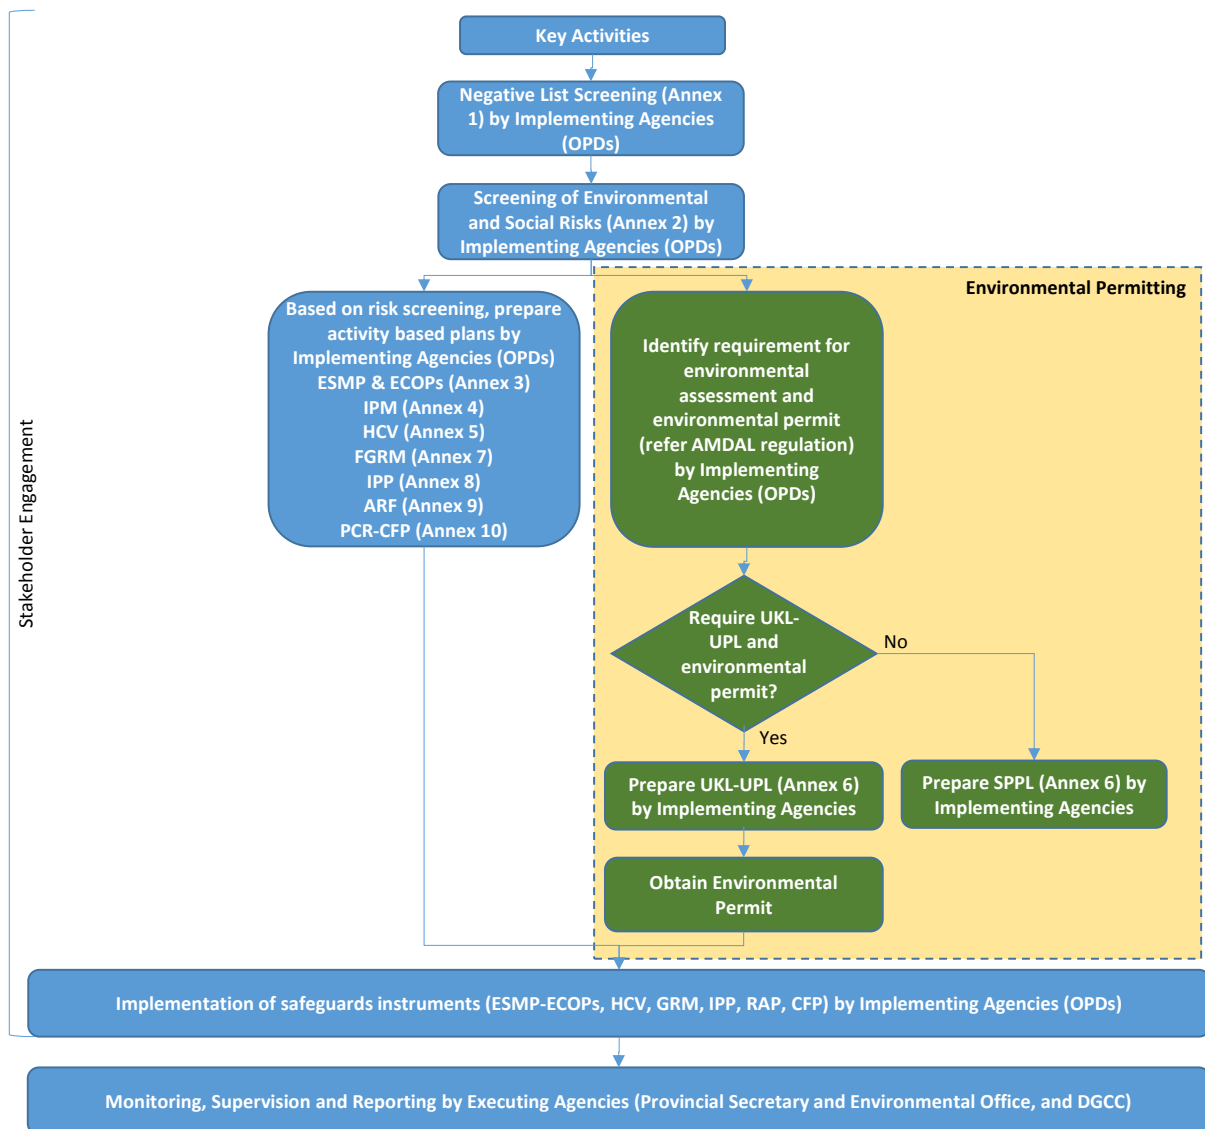 Key Activities
Negative List Screening (Annex
1) by Implementing Agencies
(OPDs)
Screening of Environmental
and Social Risks (Annex 2) by
Implementing Agencies (OPDs)
Environmental Permitting
Based on risk screening, prepare
activity based plans by
Implementing Agencies (OPDs)
ESMP & ECOPs (Annex 3)
IPM (Annex 4)
HCV (Annex 5)
FGRM (Annex 7)
IPP (Annex 8)
ARF (Annex 9)
PCR-CFP (Annex 10)
Identify requirement for
environmental
assessment and
environmental permit
(refer AMDAL regulation)
by Implementing
Agencies (OPDs)
Stakeholder Engagement
Require UKL-
UPL and
environmental
permit?
No
Yes
Prepare UKL-UPL (Annex 6)
by Implementing Agencies
Prepare SPPL (Annex 6) by
Implementing Agencies
Obtain Environmental
Permit
Implementation of safeguards instruments (ESMP-ECOPs, HCV, GRM, IPP, RAP, CFP) by Implementing Agencies (OPDs)
Monitoring, Supervision and Reporting by Executing Agencies (Provincial Secretary and Environmental Office, and DGCC)